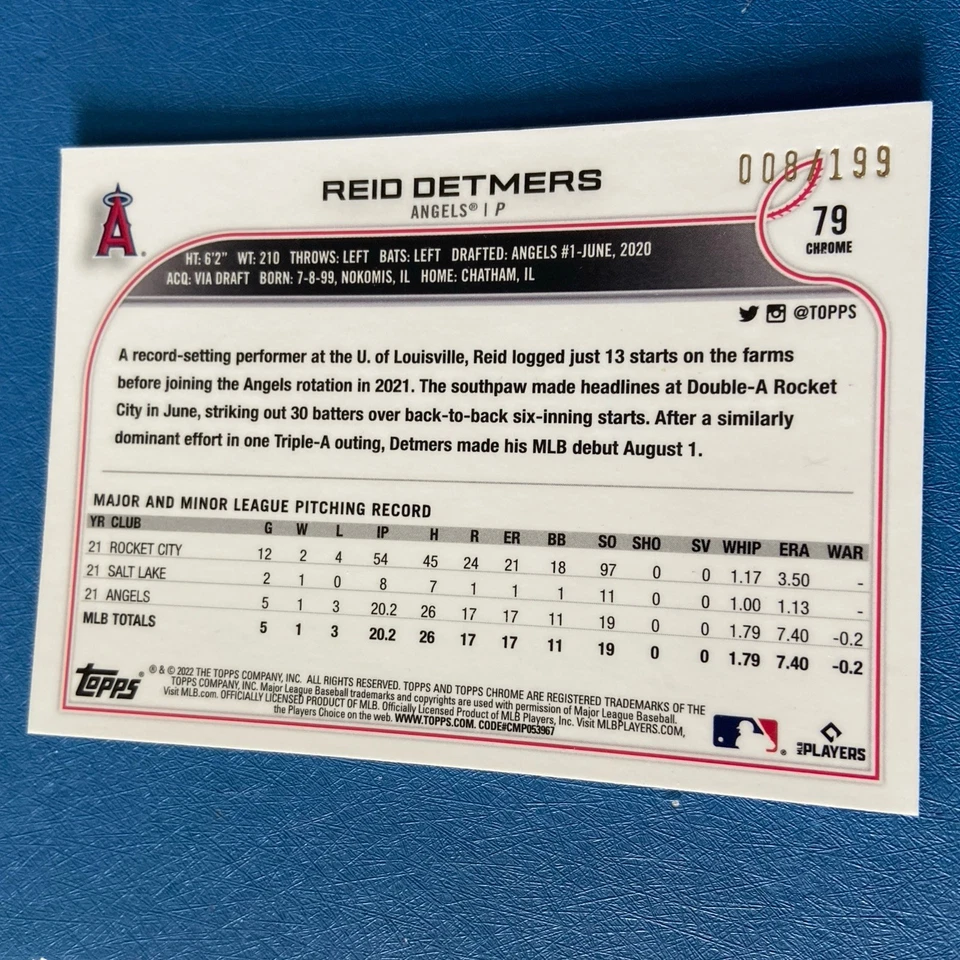 008/199
REID DETMERS
ANGELS® | P
79
CHROME
A
HT: 6'2" WT: 210 THROWS: LEFT BATS: LEFT DRAFTED: ANGELS #1-JUNE, 2020
ACQ: VIA DRAFT BORN: 7-8-99, NOKOMIS, IL HOME: CHATHAM, IL
@TOPPS
A record-setting performer at the U. of Louisville, Reid logged just 13 starts on the farms
before joining the Angels rotation in 2021. The southpaw made headlines at Double-A Rocket
City in June, striking out 30 batters over back-to-back six-inning starts. After a similarly
dominant effort in one Triple-A outing, Detmers made his MLB debut August 1.
MAJOR AND MINOR LEAGUE PITCHING RECORD
YR CLUB G W L IP H R ER BB SO SHO SV WHIP ERA WAR
21 ROCKET CITY 12 2 4 54 45 24 21 18 97 0 0 1.17 3.50 -
21 SALT LAKE 2 1 0 8 7 1 1 1 11 0 0 1.00 1.13 -
21 ANGELS 5 1 3 20.2 26 17 17 11 19 0 0 1.79 7.40 -0.2
MLB TOTALS 5 1 3 20.2 26 17 17 11 19 0 0 1.79 7.40 -0.2
Topps®
® & © 2022 THE TOPPS COMPANY, INC. ALL RIGHTS RESERVED. TOPPS AND TOPPS CHROME ARE REGISTERED TRADEMARKS OF THE
TOPPS COMPANY, INC. Major League Baseball trademarks and copyrights are used with permission of Major League Baseball.
Visit MLB.com. OFFICIALLY LICENSED PRODUCT OF MLB. Officially Licensed Product of MLB Players, Inc. Visit MLBPLAYERS.COM,
the Players Choice on the web. WWW.TOPPS.COM. CODE#CMP053967
MLB PLAYERS